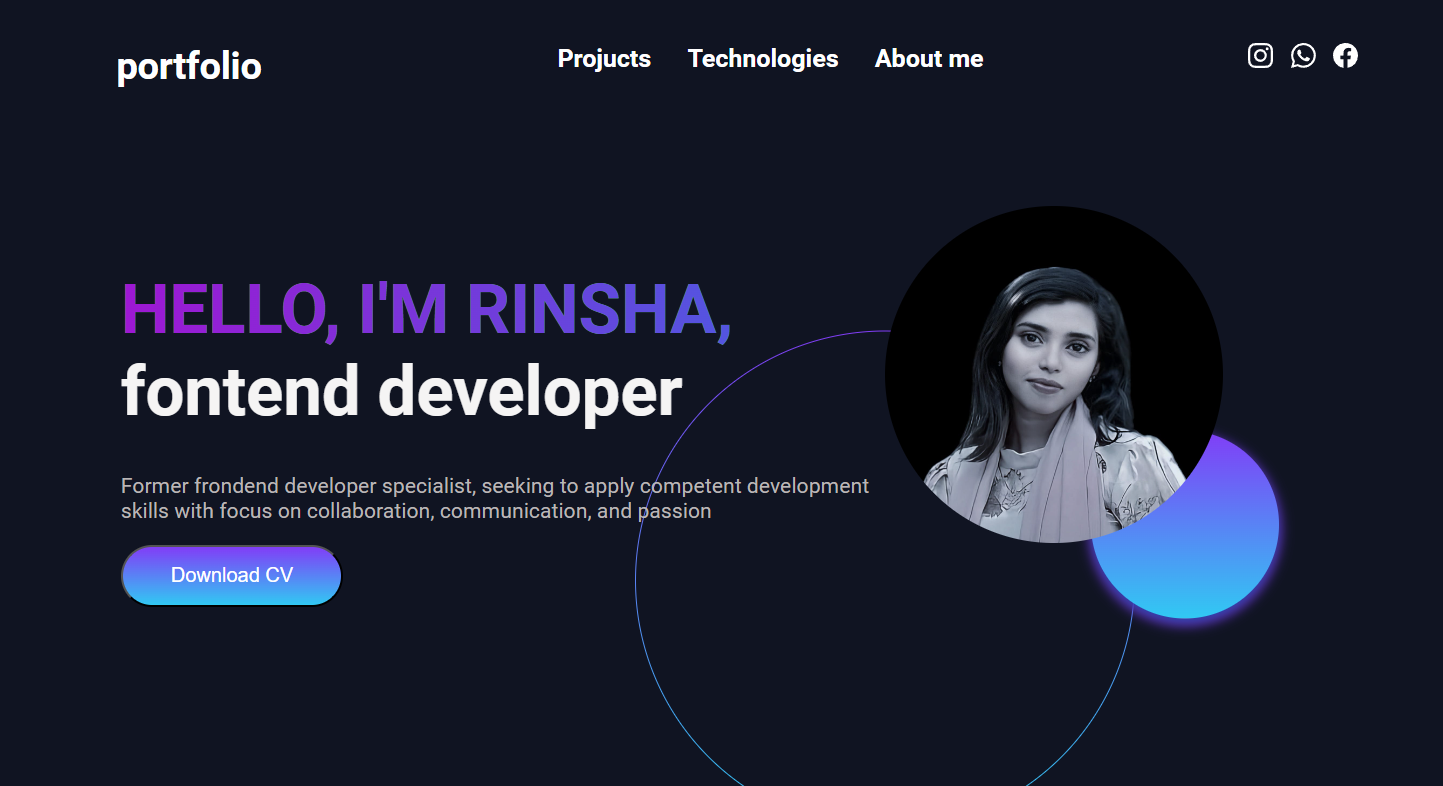 portfolio
Projucts Technologies About me
HELLO, I'M RINSHA,
fontend developer
Former frondend developer specialist, seeking to apply competent development
skills with focus on collaboration, communication, and passion
Download CV